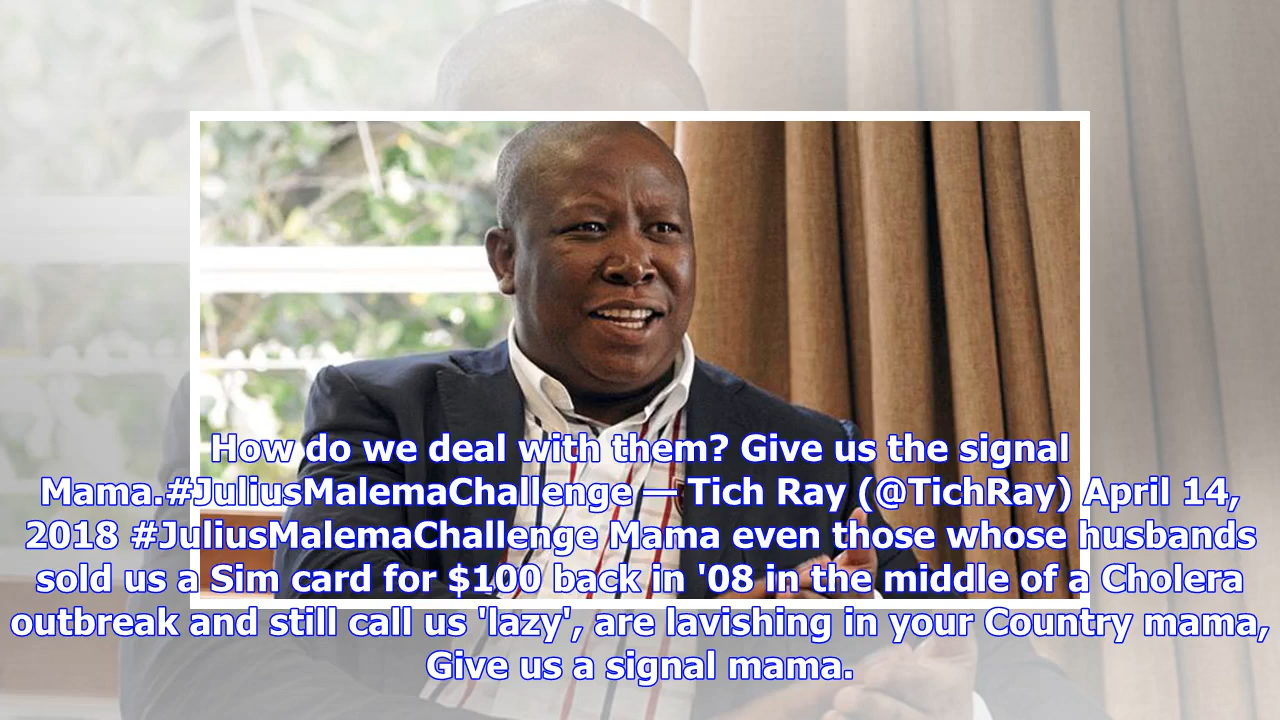 How do we deal with them? Give us the signal
Mama.#JuliusMalemaChallenge — Tich Ray (@TichRay) April 14,
2018 #JuliusMalemaChallenge Mama even those whose husbands
sold us a Sim card for $100 back in '08 in the middle of a Cholera
outbreak and still call us 'lazy', are lavishing in your Country mama,
Give us a signal mama.